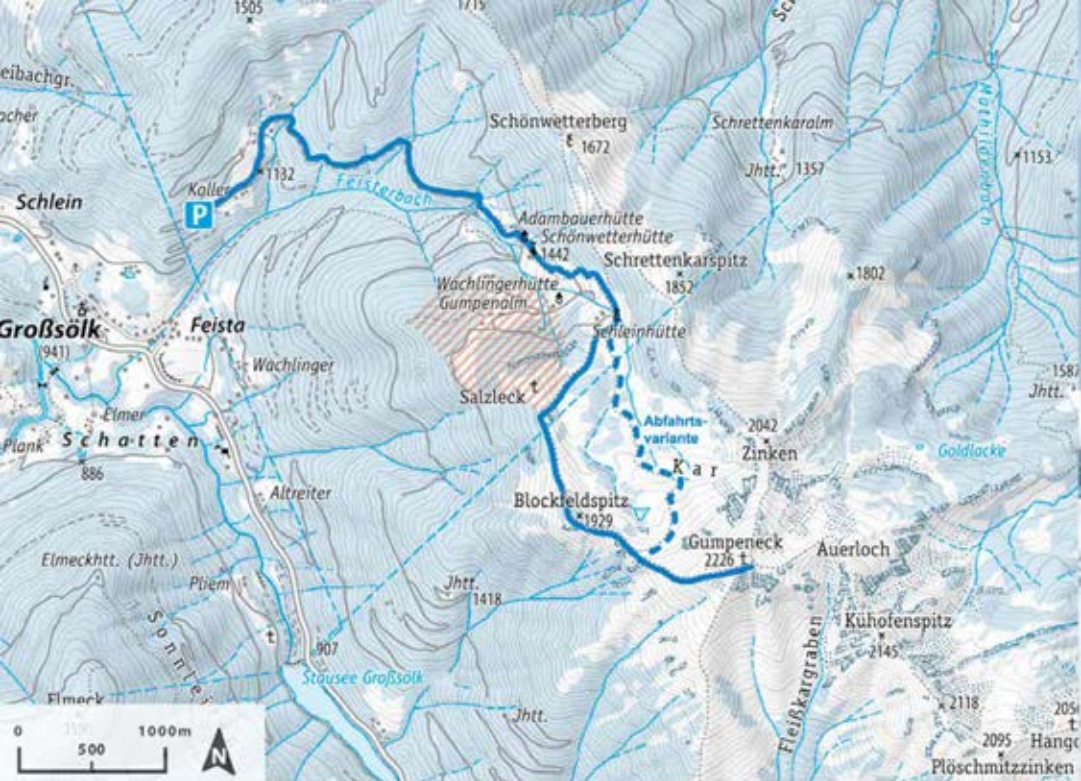 1505
1715
eibachgr.
acher
Schönwetterberg
1672
Schrettenkaralm
Jhtt.
1357
Mathildenbach
1153
Koller
1132
P
Feisterbach
Schlein
Adambauerhütte
Schönwetterhütte
1442
Schrettenkarspitz
1852
1802
Wachlingerhütte
Gumpenalm
Schleinhütte
Großsölk
(941)
Feista
Wachlinger
Salzleck
1587
Jhtt.
Elmer
Plank
Schatten
886
Abfahrts-
variante
Kar
2042
Zinken
Goldlacke
Altreiter
Blockfeldspitz
1929
Gumpeneck
2226
Auerloch
Elmeckhtt. (Jhtt.)
Pliem
Jhtt.
1418
Kühofenspitz
2145
Fleißkargraben
907
Stausee Großsölk
Elmeck
Jhtt.
2118
2095
Plöschmitzzinken
0
500
1000m
N